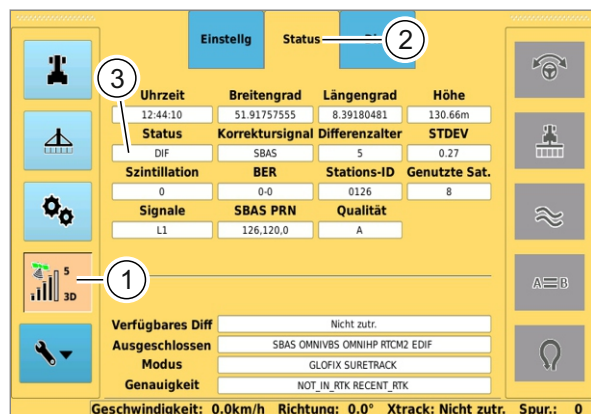 Einstellg Status
2
3
Uhrzeit Breitengrad Längengrad Höhe
12:44:10 51.91757555 8.39180481 130.66m
Status Korrektursignal Differenzalter STDEV
DIF SBAS 5 0.27
Szintillation BER Stations-ID Genutzte Sat.
0 0-0 0126 8
Signale SBAS PRN Qualität
L1 126,120,0 A
5
3D
1
A=B
Verfügbares Diff Nicht zutr.
Ausgeschlossen SBAS OMNIVBS OMNIHP RTCM2 EDIF
Modus GLOFIX SURETRACK
Genauigkeit NOT_IN_RTK RECENT_RTK
Geschwindigkeit: 0.0km/h Richtung: 0.0° Xtrack: Nicht zutr. Spur.: 0